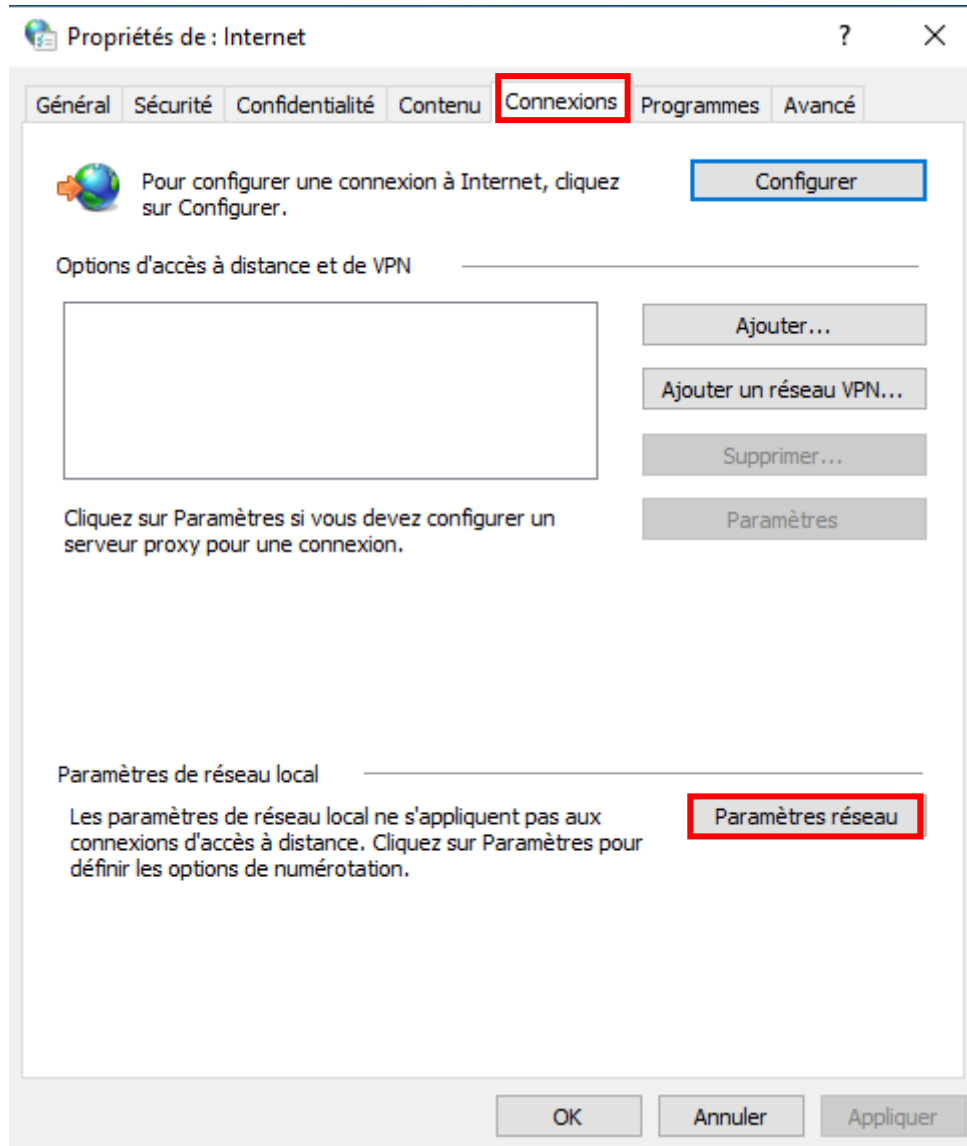 Propriétés de : Internet
?
Général Sécurité Confidentialité Contenu Connexions Programmes Avancé
Pour configurer une connexion à Internet, cliquez
sur Configurer.
Configurer
Options d'accès à distance et de VPN
Ajouter...
Ajouter un réseau VPN...
Supprimer...
Cliquez sur Paramètres si vous devez configurer un
serveur proxy pour une connexion.
Paramètres
Paramètres de réseau local
Les paramètres de réseau local ne s'appliquent pas aux
connexions d'accès à distance. Cliquez sur Paramètres pour
définir les options de numérotation.
Paramètres réseau
OK Annuler Appliquer